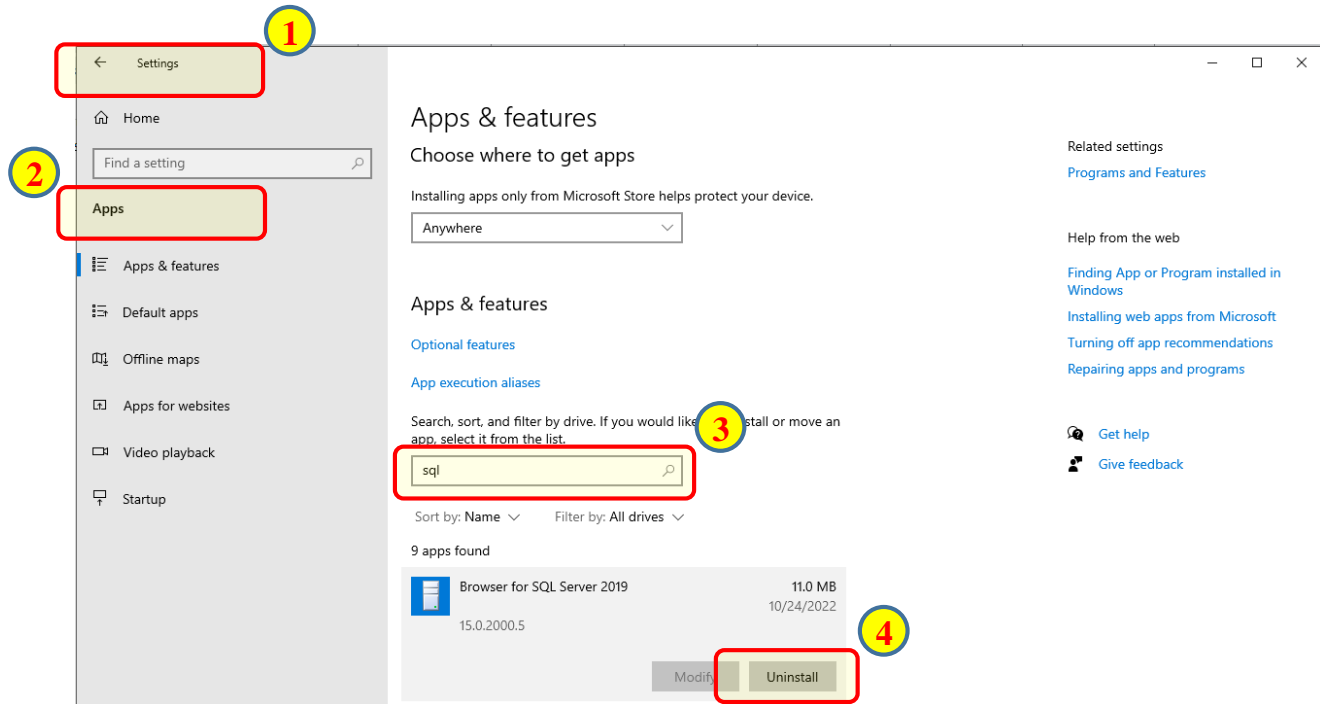 1
Settings
Home
Find a setting
2
Apps
Apps & features
Default apps
Offline maps
Apps for websites
Video playback
Startup
Apps & features
Choose where to get apps
Installing apps only from Microsoft Store helps protect your device.
Anywhere
Apps & features
Optional features
App execution aliases
Search, sort, and filter by drive. If you would like stall or move an
app, select it from the list.
3
sql
Sort by: Name Filter by: All drives
9 apps found
Browser for SQL Server 2019 11.0 MB
10/24/2022
15.0.2000.5
4
Modify Uninstall
Related settings
Programs and Features
Help from the web
Finding App or Program installed in
Windows
Installing web apps from Microsoft
Turning off app recommendations
Repairing apps and programs
Get help
Give feedback